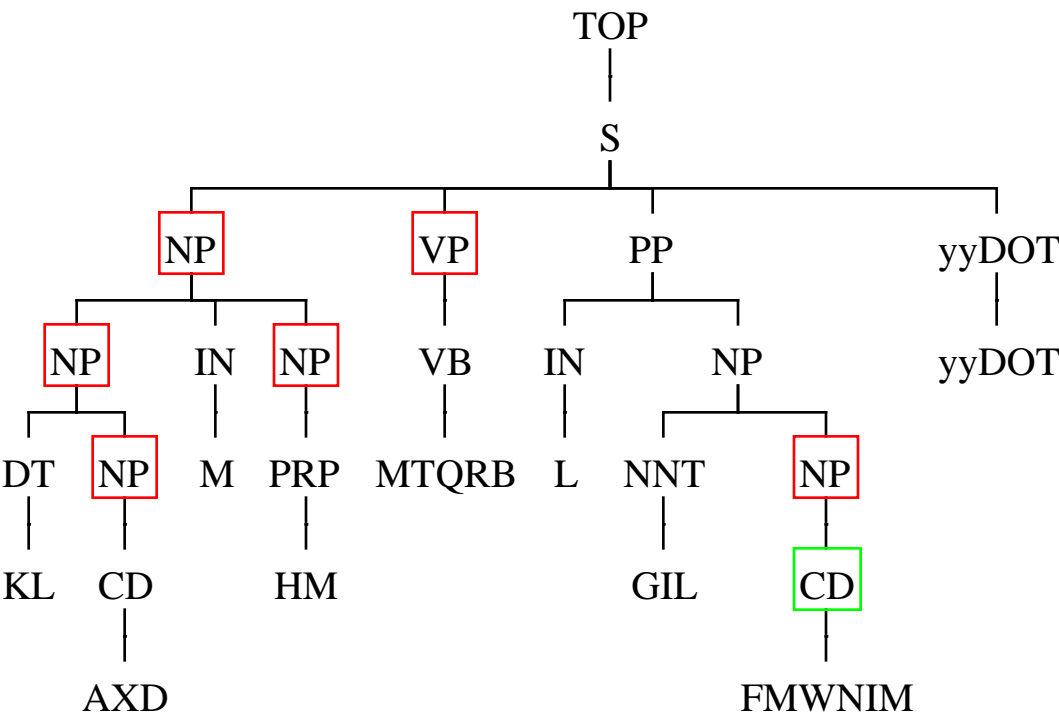 TOP
S
NP VP PP yyDOT
NP IN NP VB IN NP yyDOT
DT NP M PRP MTQRB L NNT NP
KL CD HM GIL CD
AXD FMWNIM